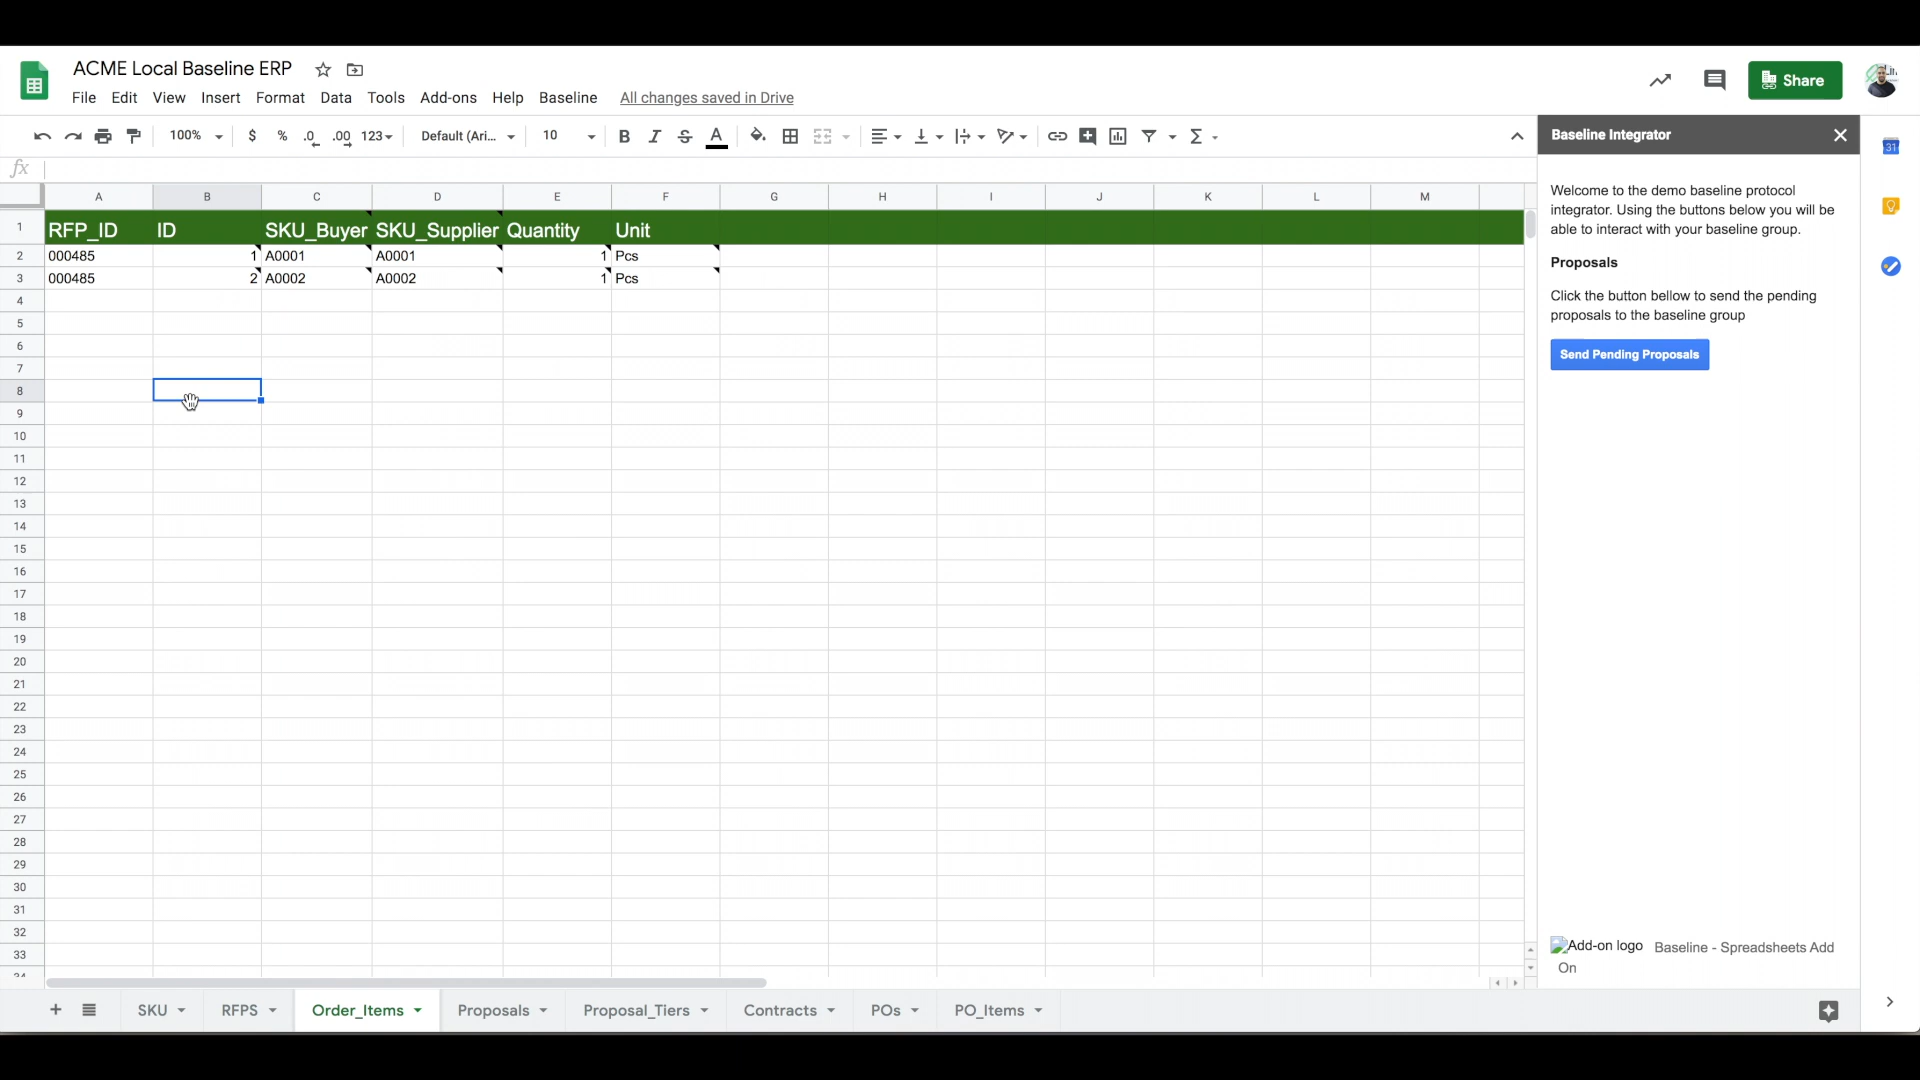 ACME Local Baseline ERP
File Edit View Insert Format Data Tools Add-ons Help Baseline All changes saved in Drive
Share
100% $ % .0 .00 123 Default (Ari... 10 B I S A Σ
Baseline Integrator
31
fx
A B C D E F G H I J K L M
1 RFP_ID ID SKU_Buyer SKU_Supplier Quantity Unit
2 000485 1 A0001 A0001 1 Pcs
3 000485 2 A0002 A0002 1 Pcs
4
5
6
7
8
9
10
11
12
13
14
15
16
17
18
19
20
21
22
23
24
25
26
27
28
29
30
31
32
33
34
Welcome to the demo baseline protocol
integrator. Using the buttons below you will be
able to interact with your baseline group.
Proposals
Click the button bellow to send the pending
proposals to the baseline group
Send Pending Proposals
Add-on logo Baseline - Spreadsheets Add
On
+ SKU RFPS Order_Items Proposals Proposal_Tiers Contracts POs PO_Items